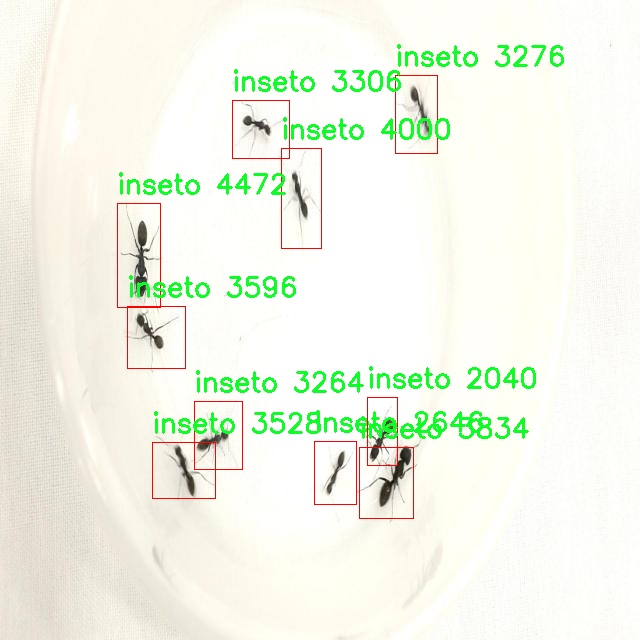 inseto 3276
inseto 3306
inseto 4000
inseto 4472
inseto 3596
inseto 2040
inseto 3264
inseto 3528
inseto 2646
inseto 3834